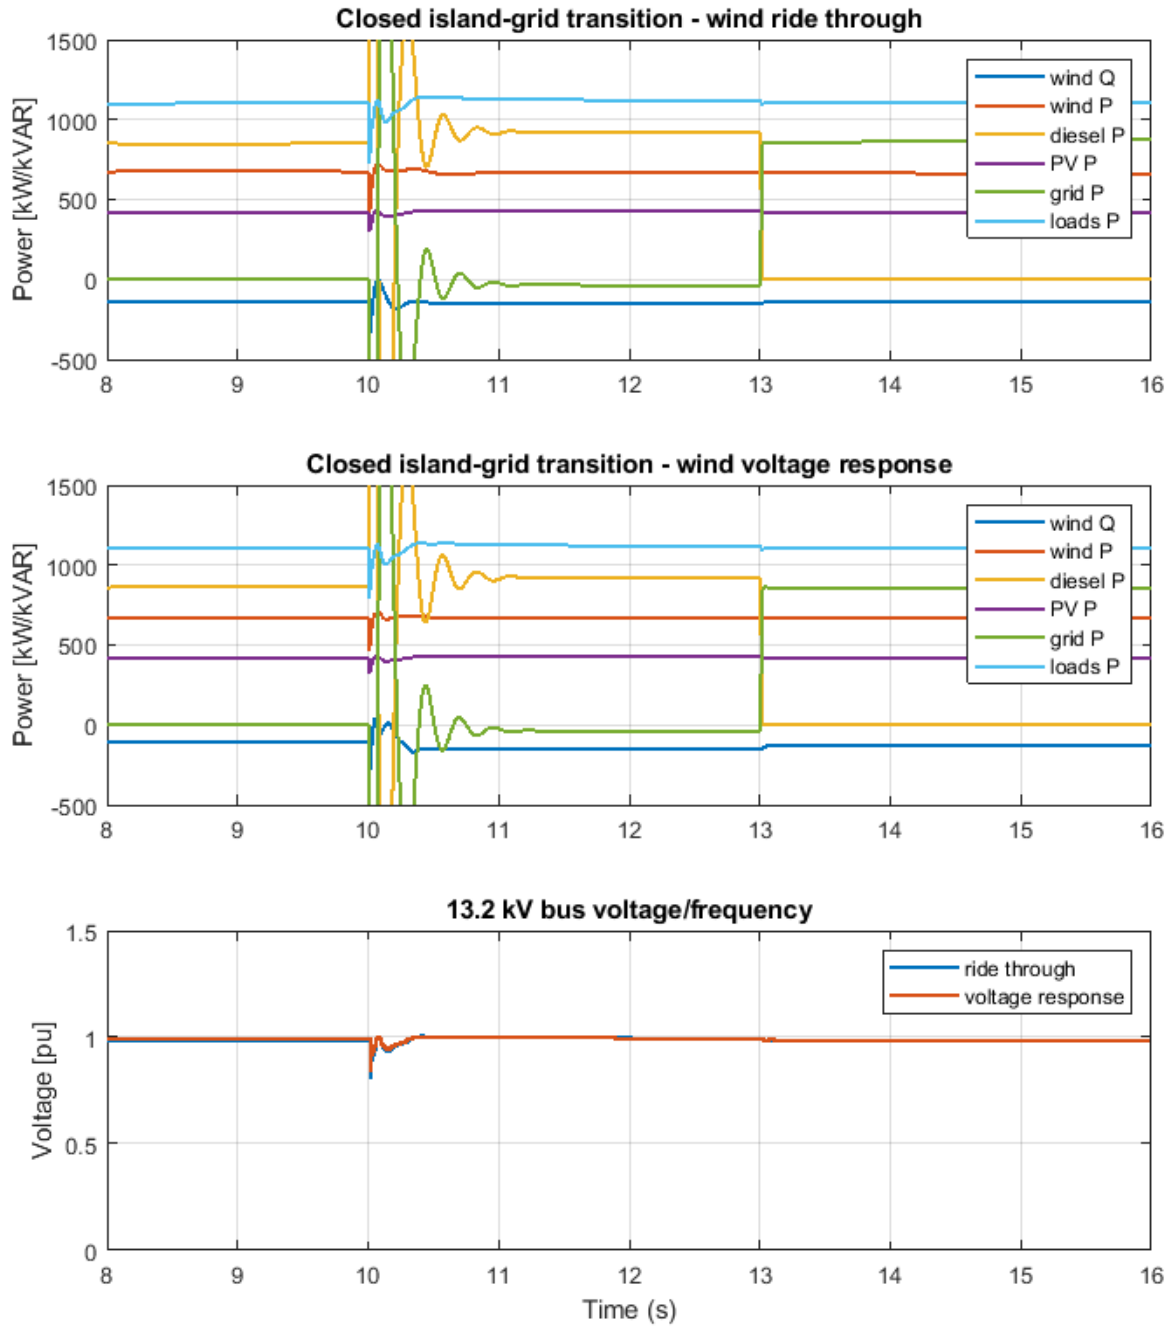 Closed island-grid transition - wind ride through
Power [kW/kVAR]
1500
1000
500
0
-500
8 9 10 11 12 13 14 15 16
wind Q
wind P
diesel P
PV P
grid P
loads P
Closed island-grid transition - wind voltage response
Power [kW/kVAR]
1500
1000
500
0
-500
8 9 10 11 12 13 14 15 16
wind Q
wind P
diesel P
PV P
grid P
loads P
13.2 kV bus voltage/frequency
Voltage [pu]
1.5
1
0.5
0
8 9 10 11 12 13 14 15 16
ride through
voltage response
Time (s)